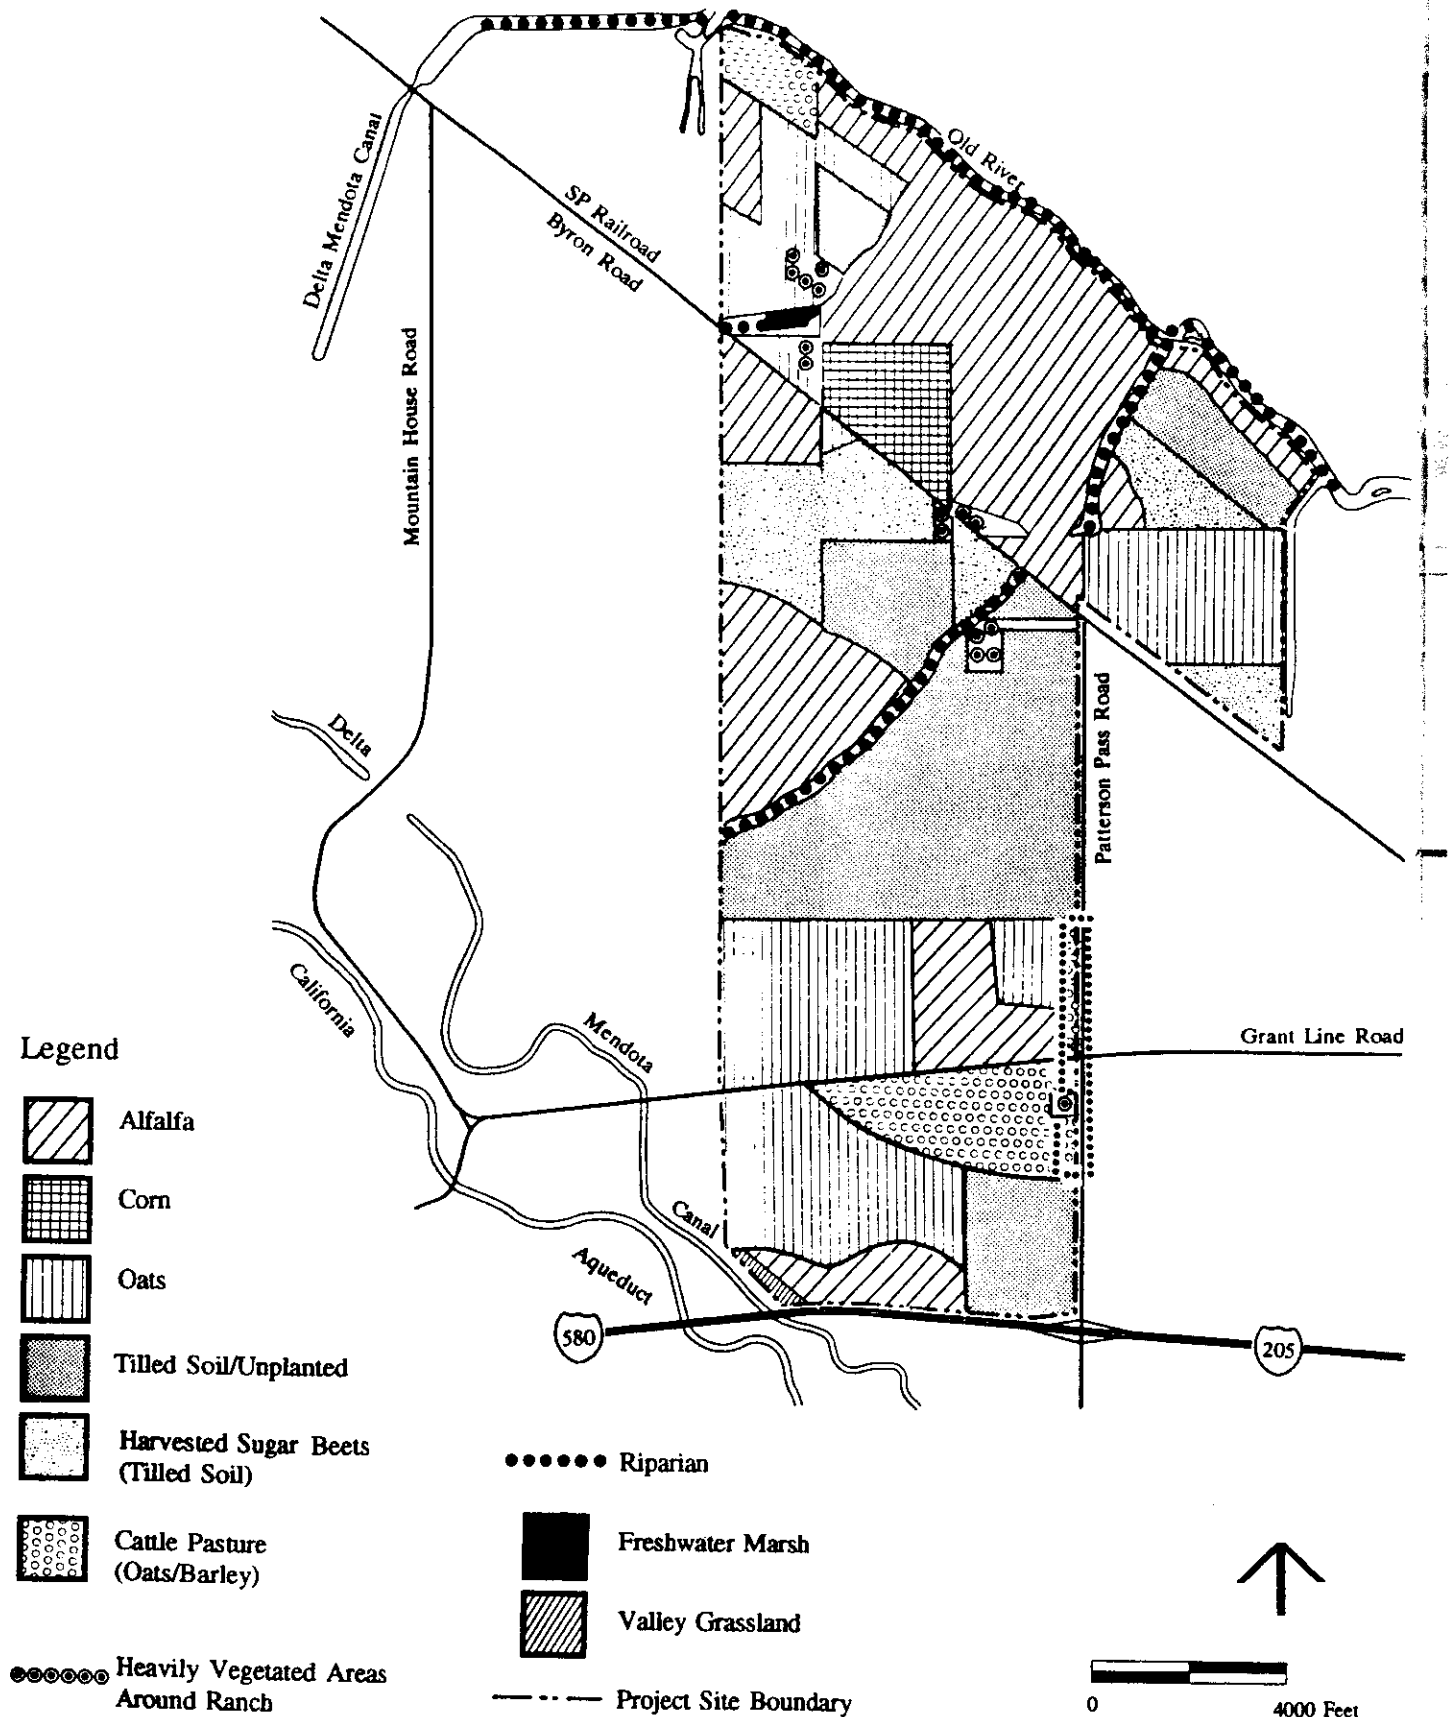 Old River
Delta Mendota Canal
SP Railroad
Byron Road
Mountain House Road
Delta
Patterson Pass Road
California
Mendota
Grant Line Road
Canal
Aqueduct
580
205
Legend
Alfalfa
Corn
Oats
Tilled Soil/Unplanted
Harvested Sugar Beets
(Tilled Soil)
Cattle Pasture
(Oats/Barley)
Heavily Vegetated Areas
Around Ranch
Riparian
Freshwater Marsh
Valley Grassland
Project Site Boundary
0 4000 Feet